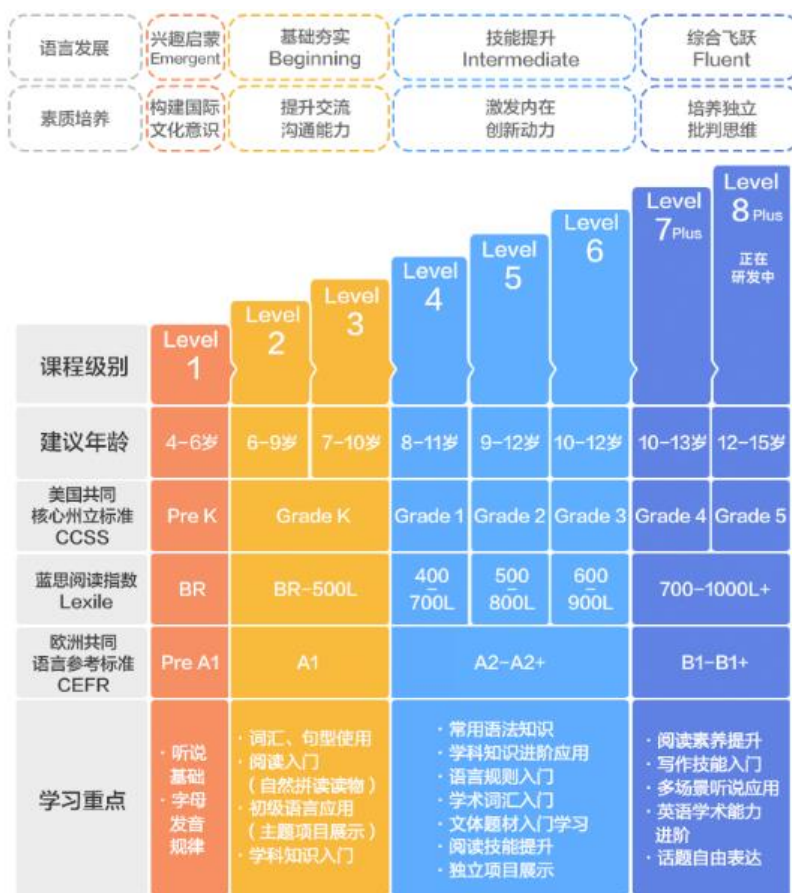 语言发展
兴趣启蒙
Emergent
基础夯实
Beginning
技能提升
Intermediate
综合飞跃
Fluent
素质培养
构建国际
文化意识
提升交流
沟通能力
激发内在
创新动力
培养独立
批判思维
课程级别
Level
1
Level
2
Level
3
Level
4
Level
5
Level
6
Level
7 Plus
Level
8 Plus
正在
研发中
建议年龄
4-6岁
6-9岁
7-10岁
8-11岁
9-12岁
10-12岁
10-13岁
12-15岁
美国共同
核心州立标准
CCSS
Pre K
Grade K
Grade 1
Grade 2
Grade 3
Grade 4
Grade 5
蓝思阅读指数
Lexile
BR
BR-500L
400
-700L
500
-800L
600
-900L
700-1000L+
欧洲共同
语言参考标准
CEFR
Pre A1
A1
A2-A2+
B1-B1+
学习重点
· 听说
基础
· 字母
发音
规律
· 词汇、句型使用
· 阅读入门
（自然拼读读物）
· 初级语言应用
（主题项目展示）
· 学科知识入门
· 常用语法知识
· 学科知识进阶应用
· 语言规则入门
· 学术词汇入门
· 文体题材入门学习
· 阅读技能提升
· 独立项目展示
· 阅读素养提升
· 写作技能入门
· 多场景听说应用
· 英语学术能力
进阶
· 话题自由表达